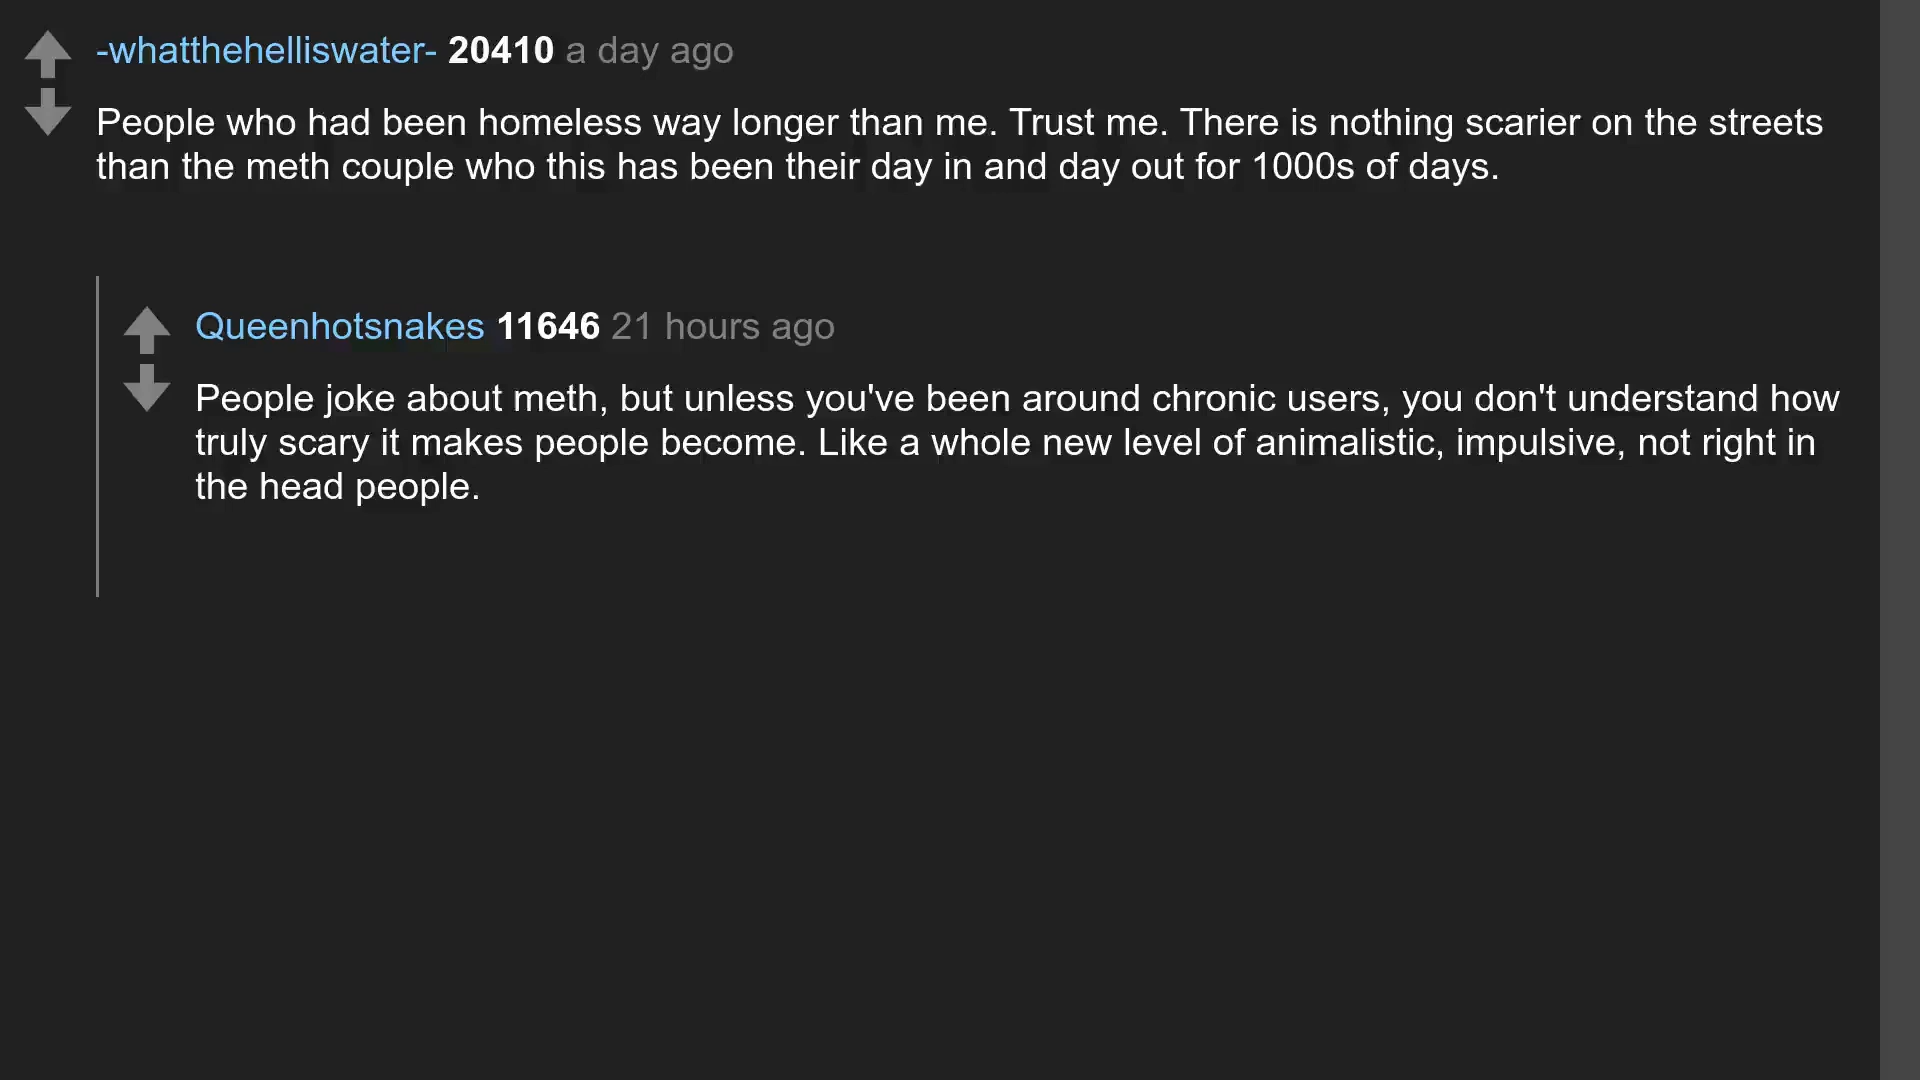 -whatthehelliswater- 20410 a day ago
People who had been homeless way longer than me. Trust me. There is nothing scarier on the streets
than the meth couple who this has been their day in and day out for 1000s of days.
Queenhotsnakes 11646 21 hours ago
People joke about meth, but unless you've been around chronic users, you don't understand how
truly scary it makes people become. Like a whole new level of animalistic, impulsive, not right in
the head people.